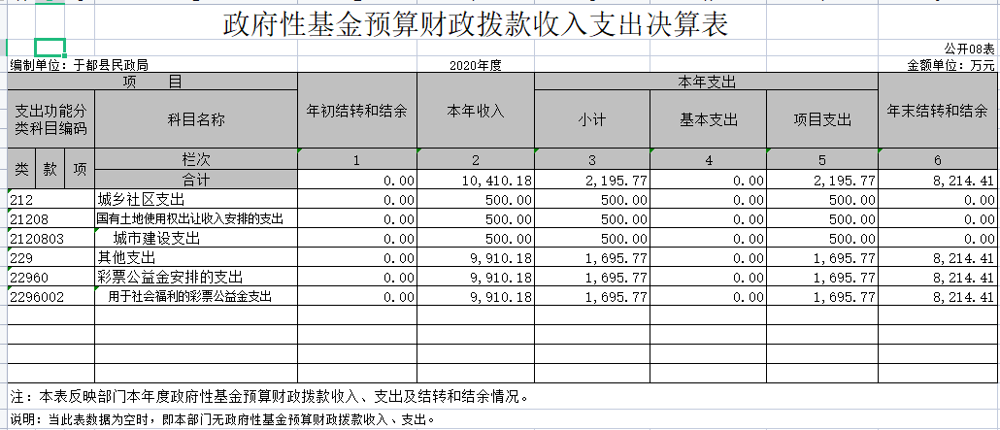 政府性基金预算财政拨款收入支出决算表
公开08表
编制单位：于都县民政局 2020年度 金额单位：万元
项 目 年初结转和结余 本年收入 本年支出 年末结转和结余
支出功能分类科目编码 科目名称 小计 基本支出 项目支出
类 款 项 栏次 1 2 3 4 5 6
合计 0.00 10,410.18 2,195.77 0.00 2,195.77 8,214.41
212 城乡社区支出 0.00 500.00 500.00 0.00 500.00 0.00
21208 国有土地使用权出让收入安排的支出 0.00 500.00 500.00 0.00 500.00 0.00
2120803 城市建设支出 0.00 500.00 500.00 0.00 500.00 0.00
229 其他支出 0.00 9,910.18 1,695.77 0.00 1,695.77 8,214.41
22960 彩票公益金安排的支出 0.00 9,910.18 1,695.77 0.00 1,695.77 8,214.41
2296002 用于社会福利的彩票公益金支出 0.00 9,910.18 1,695.77 0.00 1,695.77 8,214.41
注：本表反映部门本年度政府性基金预算财政拨款收入、支出及结转和结余情况。
说明：当此表数据为空时，即本部门无政府性基金预算财政拨款收入、支出。